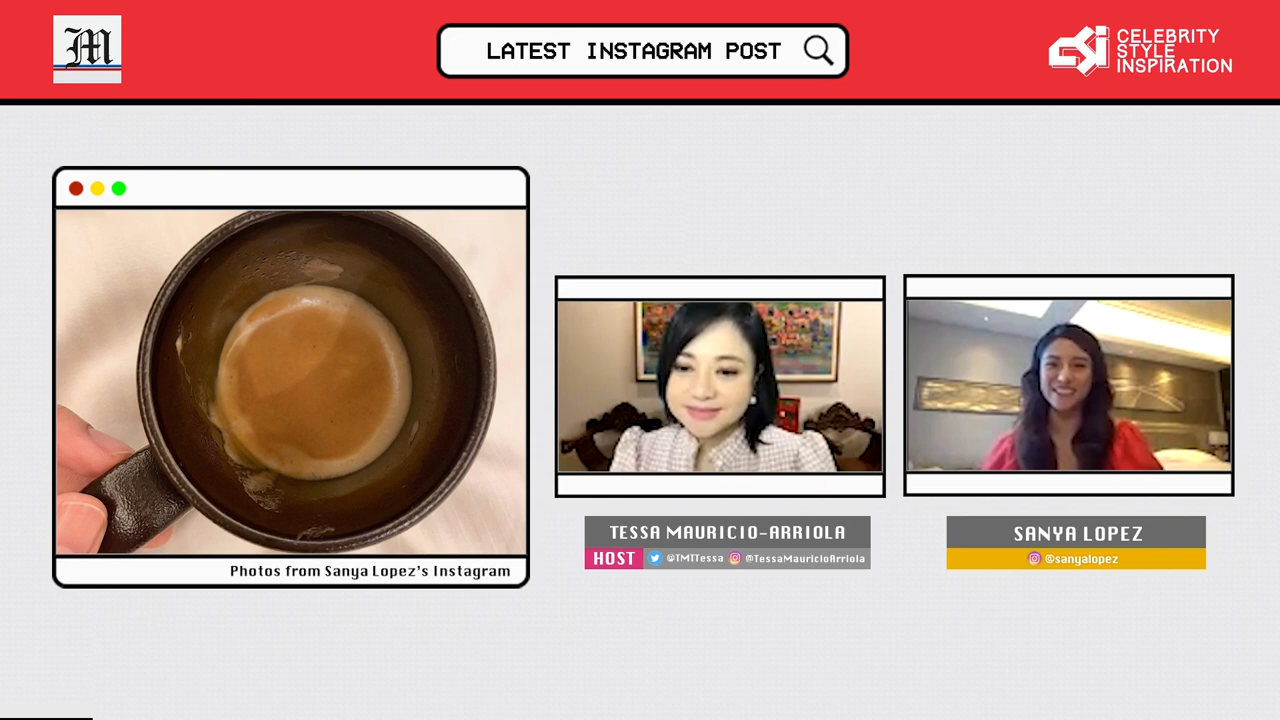 M
LATEST INSTAGRAM POST
CELEBRITY
STYLE
INSPIRATION
Photos from Sanya Lopez's Instagram
TESSA MAURICIO-ARRIOLA
HOST @TMTTessa @TessaMauricioArriola
SANYA LOPEZ
@sanyalopez